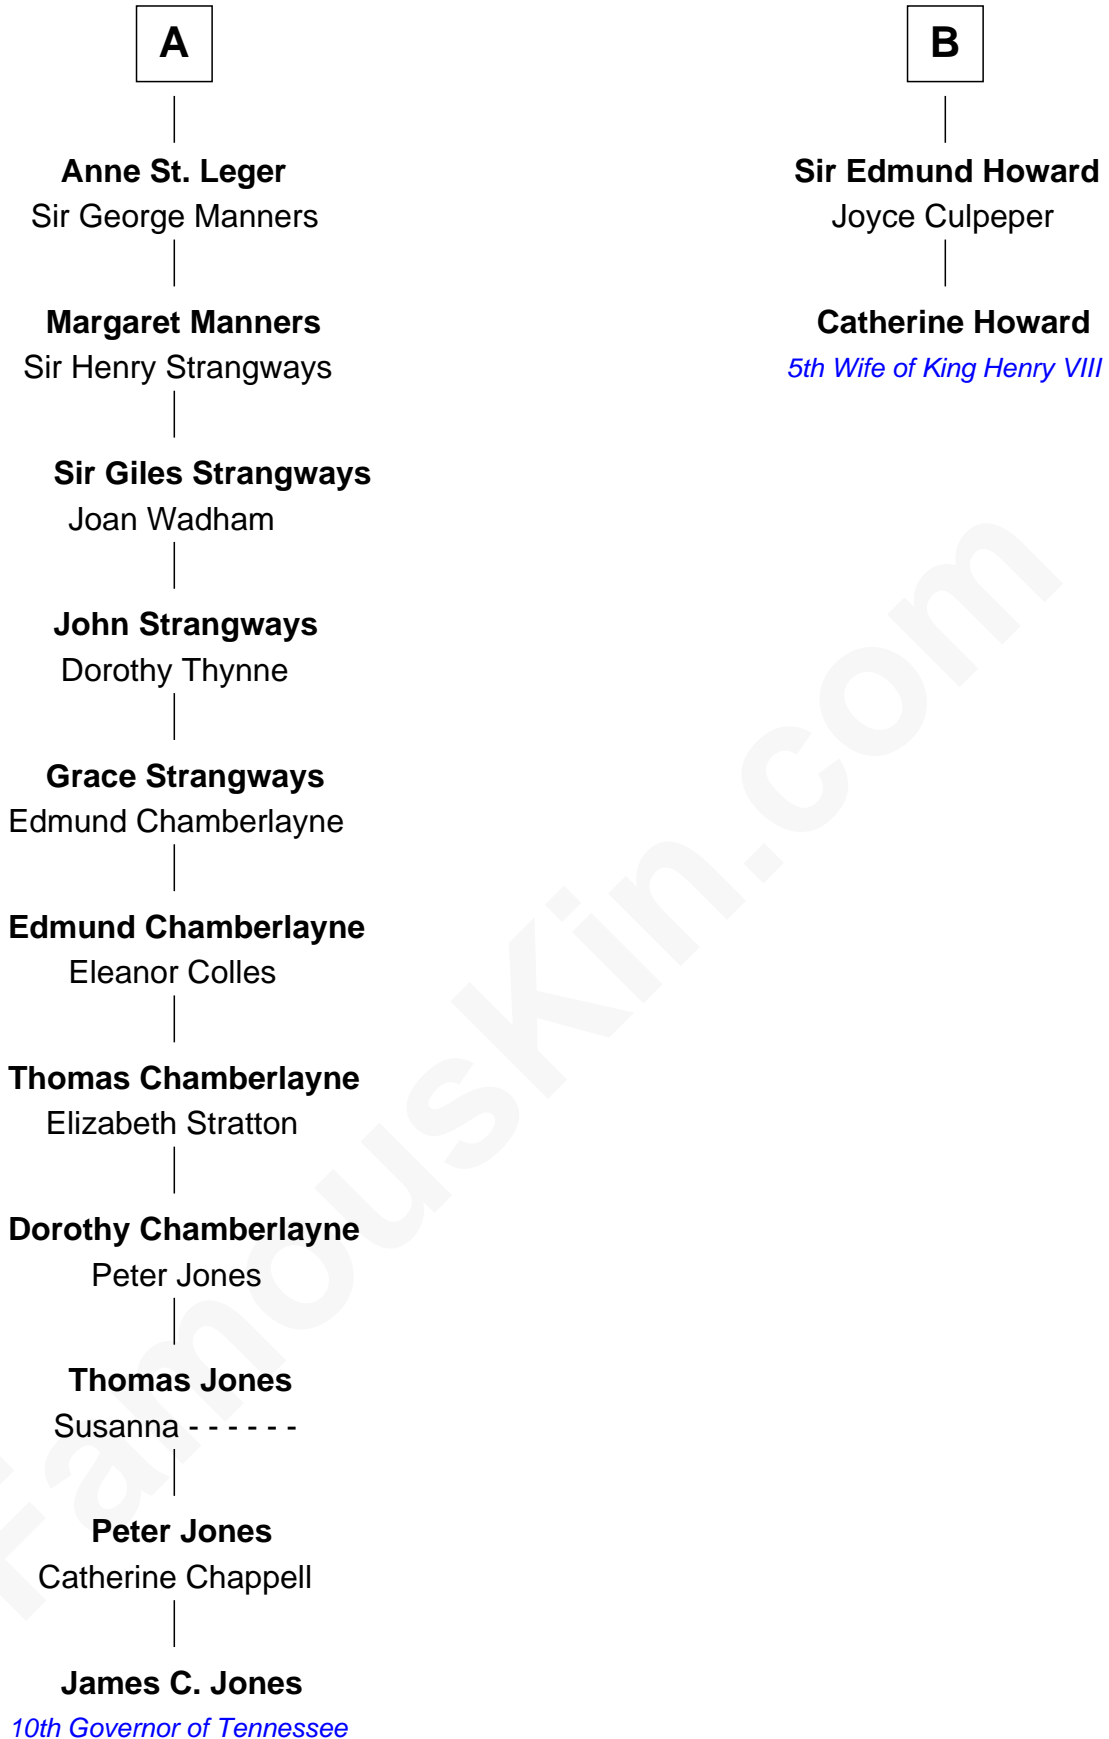 A
Anne St. Leger
Sir George Manners
Margaret Manners
Sir Henry Strangways
Sir Giles Strangways
Joan Wadham
John Strangways
Dorothy Thynne
Grace Strangways
Edmund Chamberlayne
Edmund Chamberlayne
Eleanor Colles
Thomas Chamberlayne
Elizabeth Stratton
Dorothy Chamberlayne
Peter Jones
Thomas Jones
Susanna - - - - - -
Peter Jones
Catherine Chappell
James C. Jones
10th Governor of Tennessee
B
Sir Edmund Howard
Joyce Culpeper
Catherine Howard
5th Wife of King Henry VIII
FamousKin.com